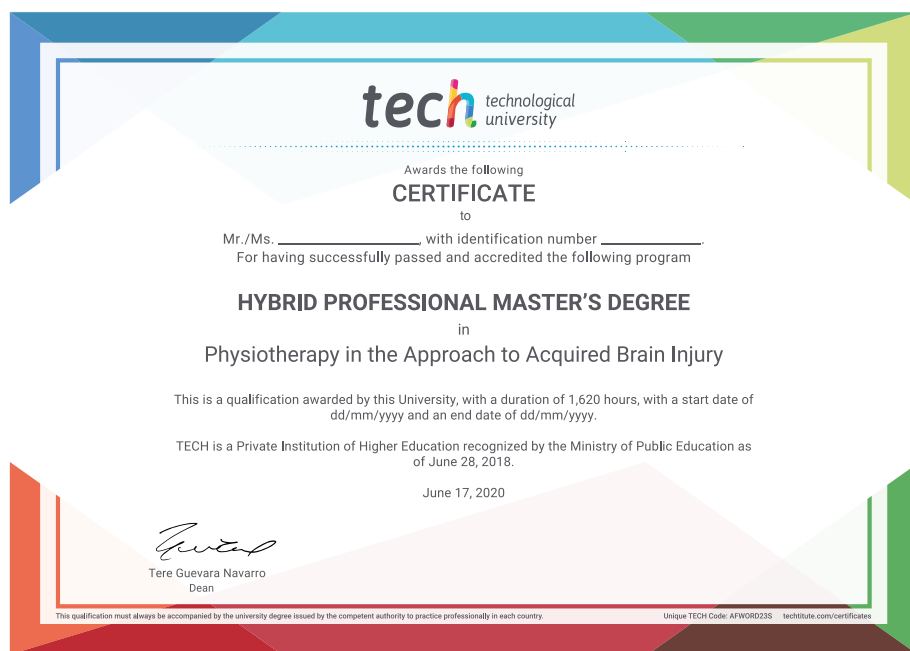 tech technological
university
Awards the following
CERTIFICATE
to
Mr./Ms. ________________, with identification number ____________.
For having successfully passed and accredited the following program
HYBRID PROFESSIONAL MASTER'S DEGREE
in
Physiotherapy in the Approach to Acquired Brain Injury
This is a qualification awarded by this University, with a duration of 1,620 hours, with a start date of
dd/mm/yyyy and an end date of dd/mm/yyyy.
TECH is a Private Institution of Higher Education recognized by the Ministry of Public Education as
of June 28, 2018.
June 17, 2020
Tere Guevara Navarro
Dean
This qualification must always be accompanied by the university degree issued by the competent authority to practice professionally in each country.
Unique TECH Code: AFWORD23S techtitute.com/certificates